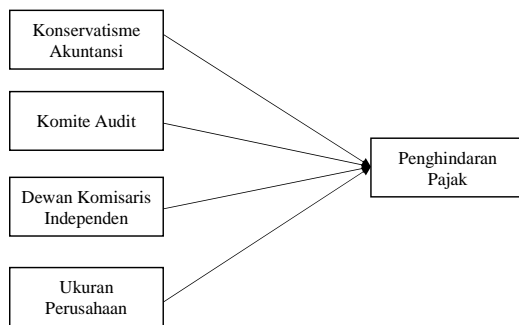 Konservatisme
Akuntansi
Komite Audit
Dewan Komisaris
Independen
Ukuran
Perusahaan
Penghindaran
Pajak